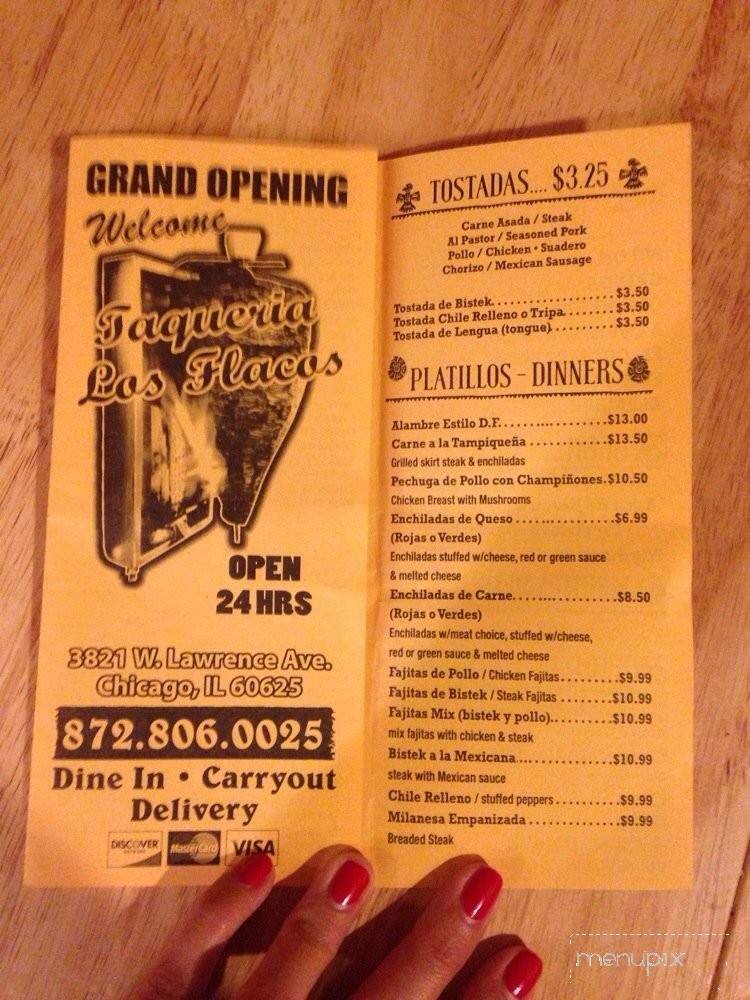 GRAND OPENING
Welcome
Taqueria
Los Flacos
OPEN
24 HRS
3821 W. Lawrence Ave.
Chicago, IL 60625
872.806.0025
Dine In • Carryout
Delivery
DISCOVER
MasterCard
VISA
TOSTADAS.... $3.25
Carne Asada / Steak
Al Pastor / Seasoned Pork
Pollo / Chicken • Suadero
Chorizo / Mexican Sausage
Tostada de Bistek..................$3.50
Tostada Chile Relleno o Tripa.......$3.50
Tostada de Lengua (tongue).........$3.50
PLATILLOS - DINNERS
Alambre Estilo D.F..................$13.00
Carne a la Tampiqueña ............$13.50
Grilled skirt steak & enchiladas
Pechuga de Pollo con Champiñones.$10.50
Chicken Breast with Mushrooms
Enchiladas de Queso ................$6.99
(Rojas o Verdes)
Enchiladas stuffed w/cheese, red or green sauce
& melted cheese
Enchiladas de Carne.................$8.50
(Rojas o Verdes)
Enchiladas w/meat choice, stuffed w/cheese,
red or green sauce & melted cheese
Fajitas de Pollo / Chicken Fajitas............$9.99
Fajitas de Bistek / Steak Fajitas ..........$10.99
Fajitas Mix (bistek y pollo)...........$10.99
mix fajitas with chicken & steak
Bistek a la Mexicana.................$10.99
steak with Mexican sauce
Chile Relleno / stuffed peppers............$9.99
Milanesa Empanizada ...............$9.99
Breaded Steak
menupix